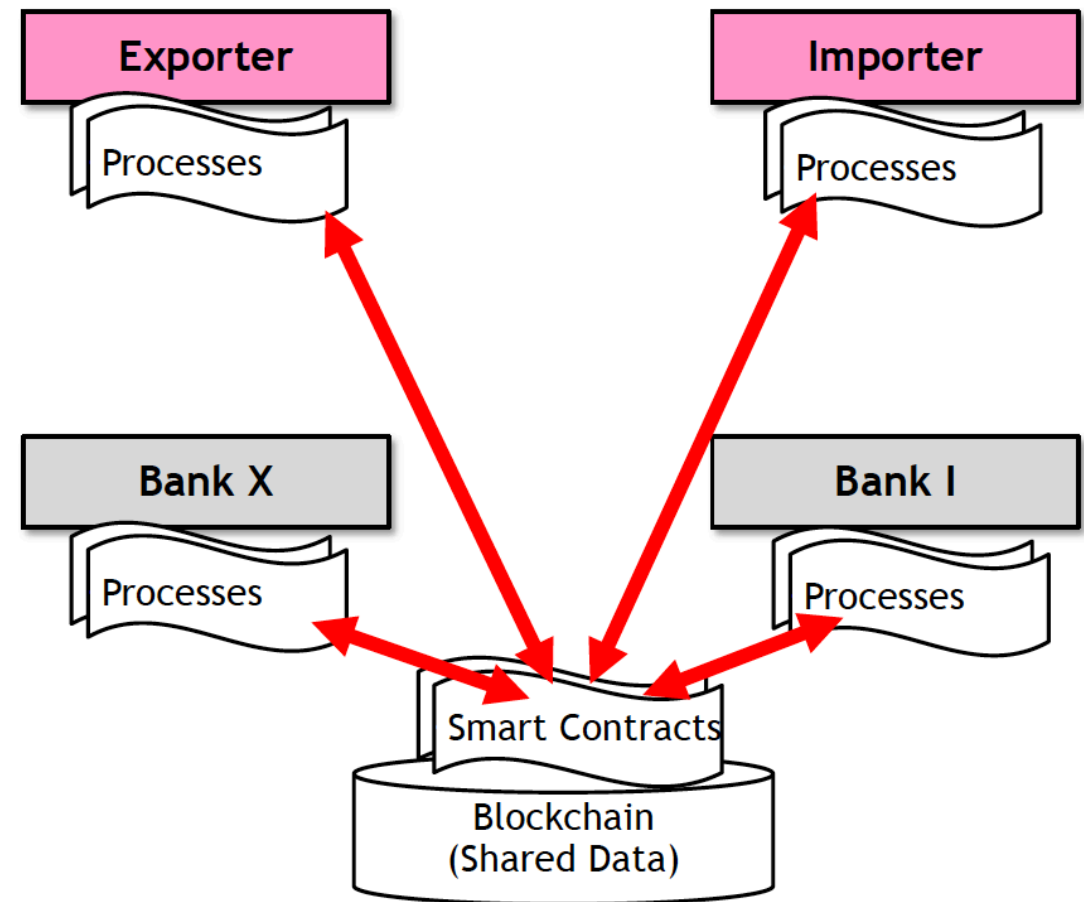 Exporter
Importer
Processes
Processes
Bank X
Bank I
Processes
Processes
Smart Contracts
Blockchain
(Shared Data)